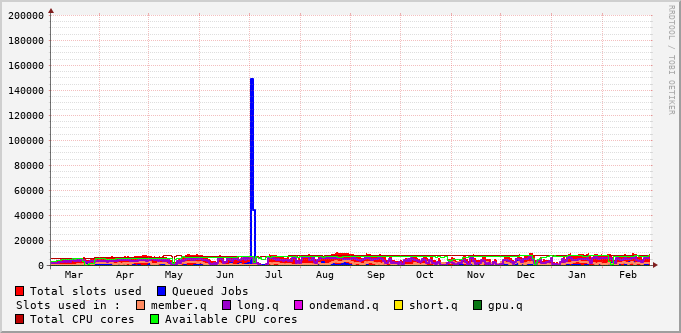 200000
180000
160000
140000
120000
100000
80000
60000
40000
20000
0
Mar Apr May Jun Jul Aug Sep Oct Nov Dec Jan Feb
RRDTOOL / TOBI OETIKER
Total slots used Queued Jobs
Slots used in : member.q long.q ondemand.q short.q gpu.q
Total CPU cores Available CPU cores